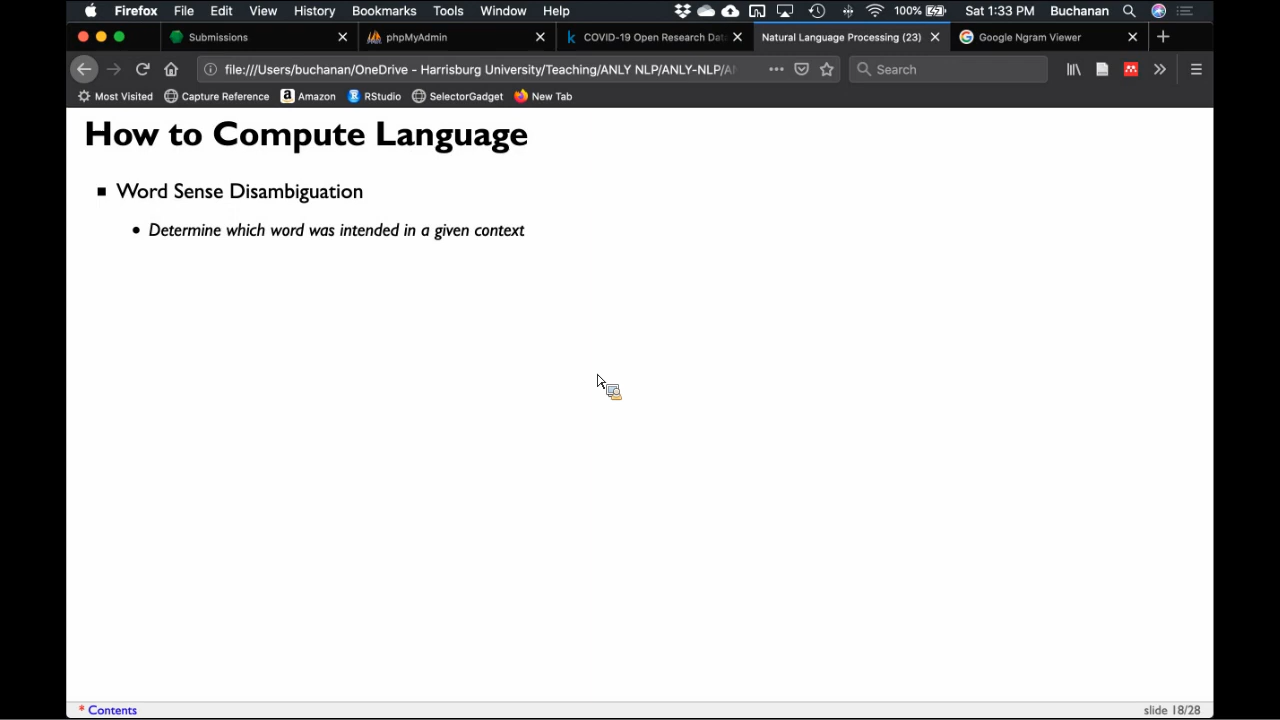 Firefox File Edit View History Bookmarks Tools Window Help 100% Sat 1:33 PM Buchanan
Submissions phpMyAdmin COVID-19 Open Research Dat Natural Language Processing (23) Google Ngram Viewer
file:///Users/buchanan/OneDrive - Harrisburg University/Teaching/ANLY NLP/ANLY-NLP/AN Search
Most Visited Capture Reference Amazon RStudio SelectorGadget New Tab
How to Compute Language
Word Sense Disambiguation
Determine which word was intended in a given context
* Contents slide 18/28